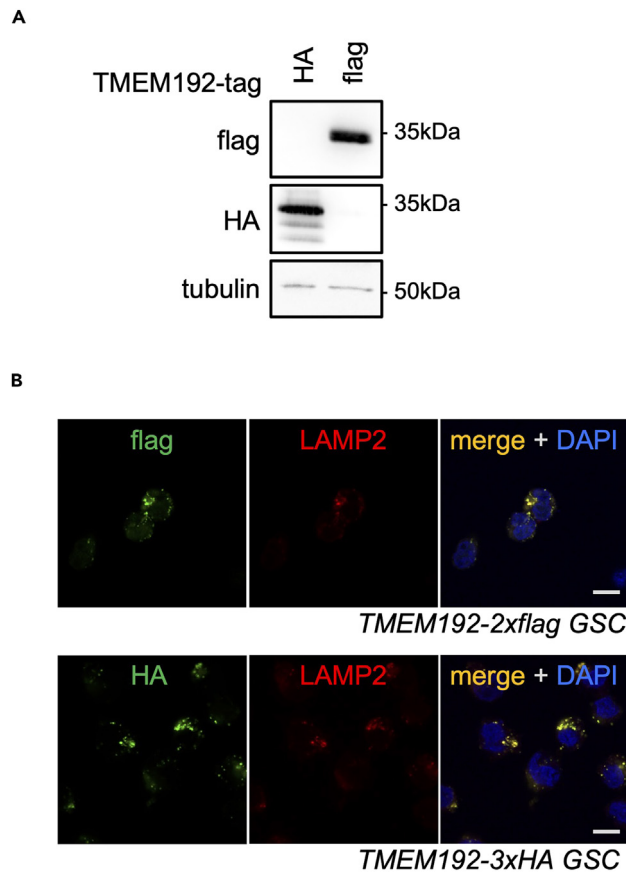 A
TMEM192-tag HA flag
flag - 35kDa
HA - 35kDa
tubulin - 50kDa
B
flag LAMP2 merge + DAPI
TMEM192-2xflag GSC
HA LAMP2 merge + DAPI
TMEM192-3xHA GSC